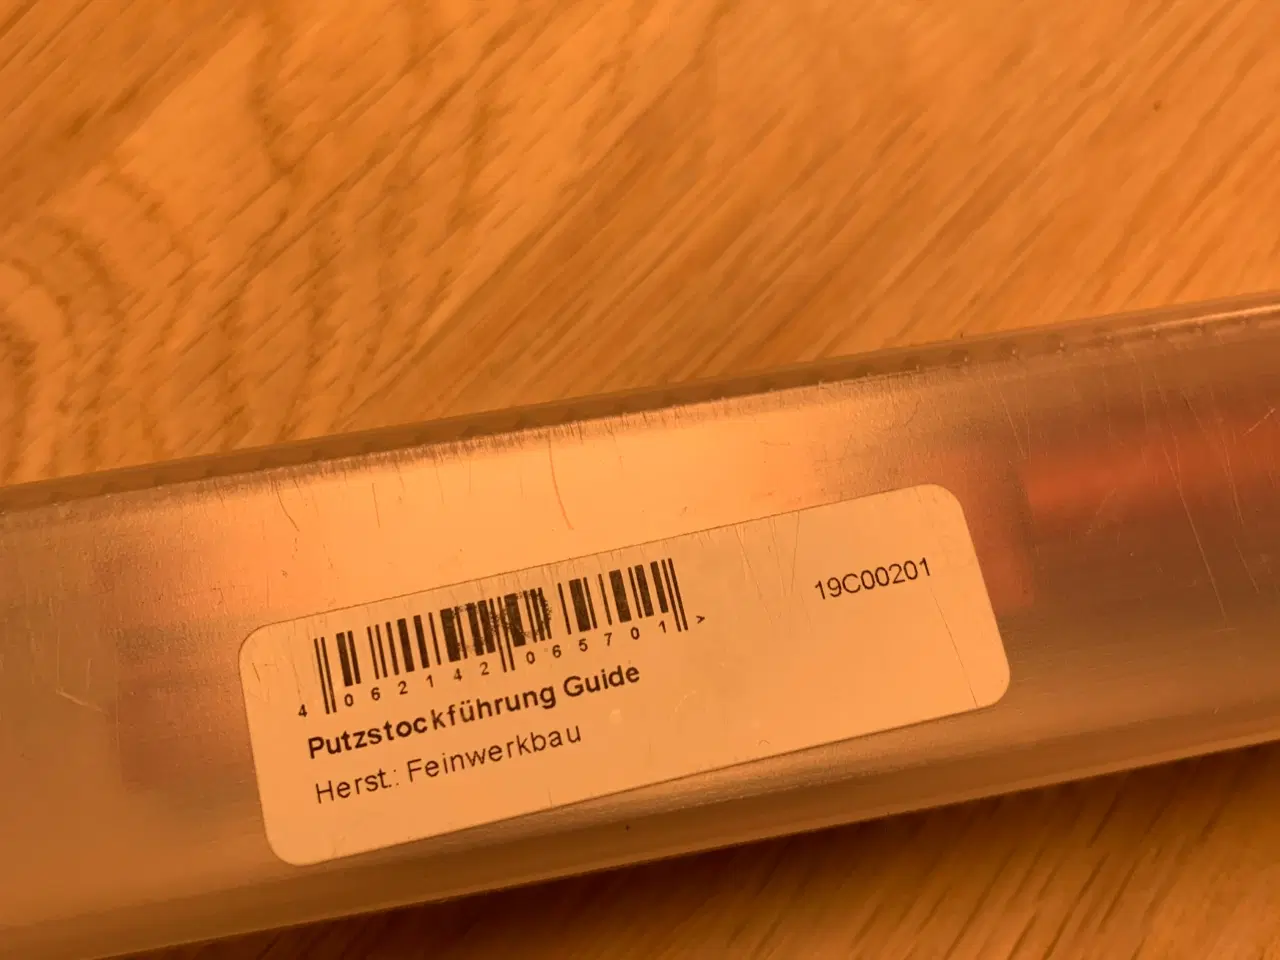 4 062142 065701 >
19C00201
Putzstockführung Guide
Herst.: Feinwerkbau